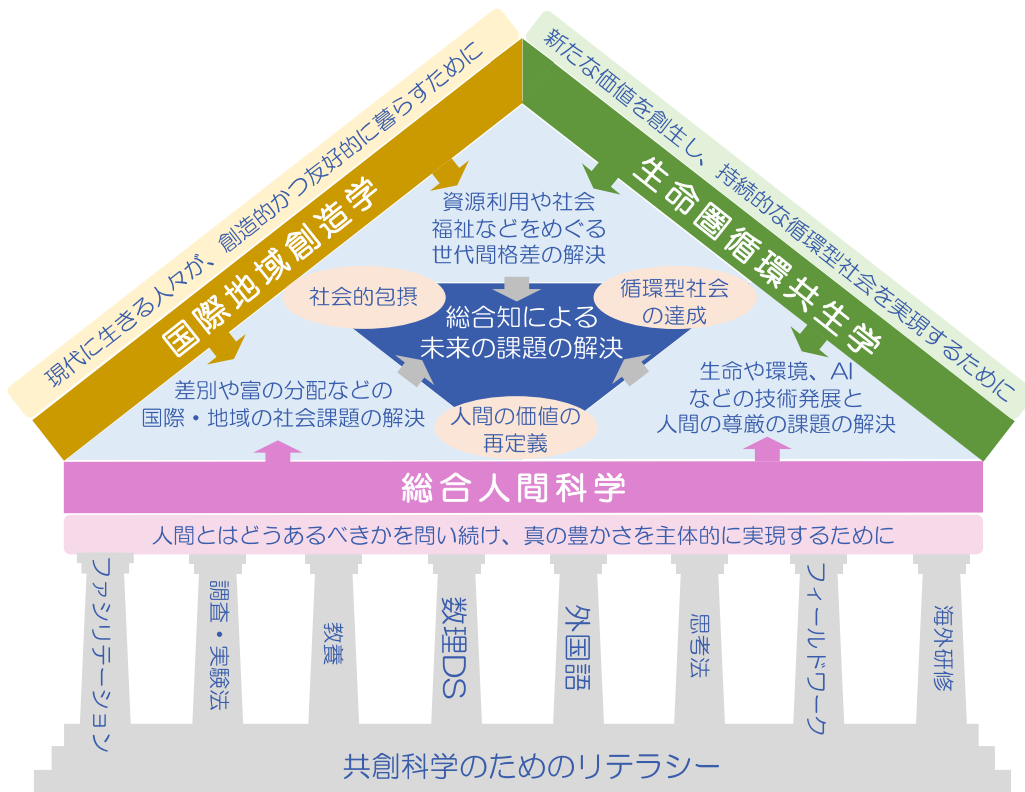 現代に生きる人々が、創造的かつ友好的に暮らすために
新たな価値を創生し、持続的な循環型社会を実現するために
国際地域創造学
生命圏循環共生学
資源利用や社会
福祉などをめぐる
世代間格差の解決
社会的包摂
循環型社会
の達成
総合知による
未来の課題の解決
差別や富の分配などの
国際・地域の社会課題の解決
人間の価値の
再定義
生命や環境、AI
などの技術発展と
人間の尊厳の課題の解決
総合人間科学
人間とはどうあるべきかを問い続け、真の豊かさを主体的に実現するために
ファシリテーション
調査・実験法
教養
数理DS
外国語
思考法
フィールドワーク
海外研修
共創科学のためのリテラシー